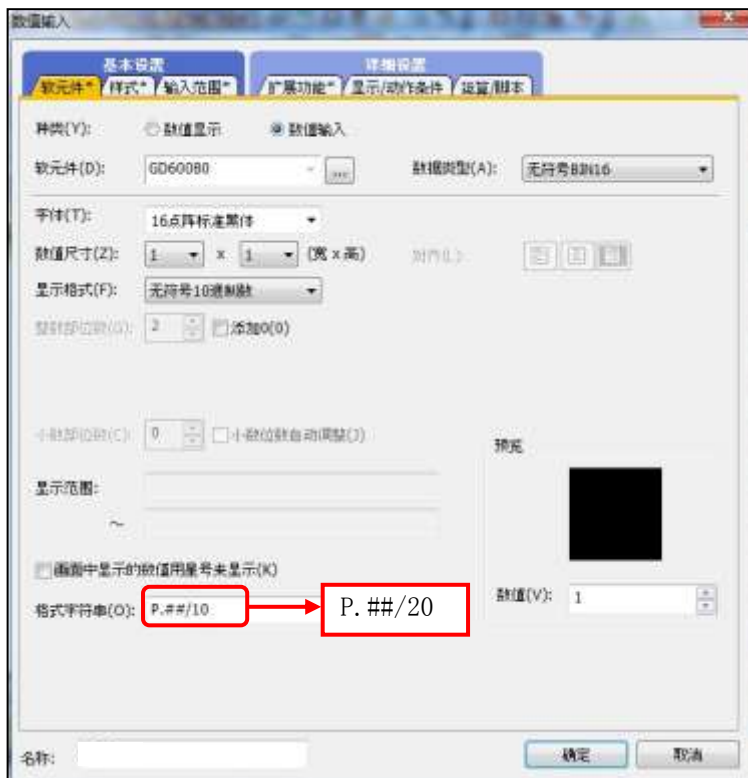 数值输入
基本设置
详细设置
软元件* 样式* 输入范围* 扩展功能* 显示/动作条件 运算/脚本
种类(Y): 数值显示 数值输入
软元件(D): GD60080 ... 数据类型(A): 无符号BIN16
字体(T): 16点阵标准黑体
数值尺寸(Z): 1 x 1 (宽 x 高) 对齐(L):
显示格式(F): 无符号10进制数
整数部位数(G): 2 添加0(0)
小数部位数(C): 0 小数位数自动调整(J)
预览
显示范围:
～
画面中显示的数值用星号来显示(K)
格式字符串(O): P.##/10 P.##/20 数值(V): 1
名称: 确定 取消